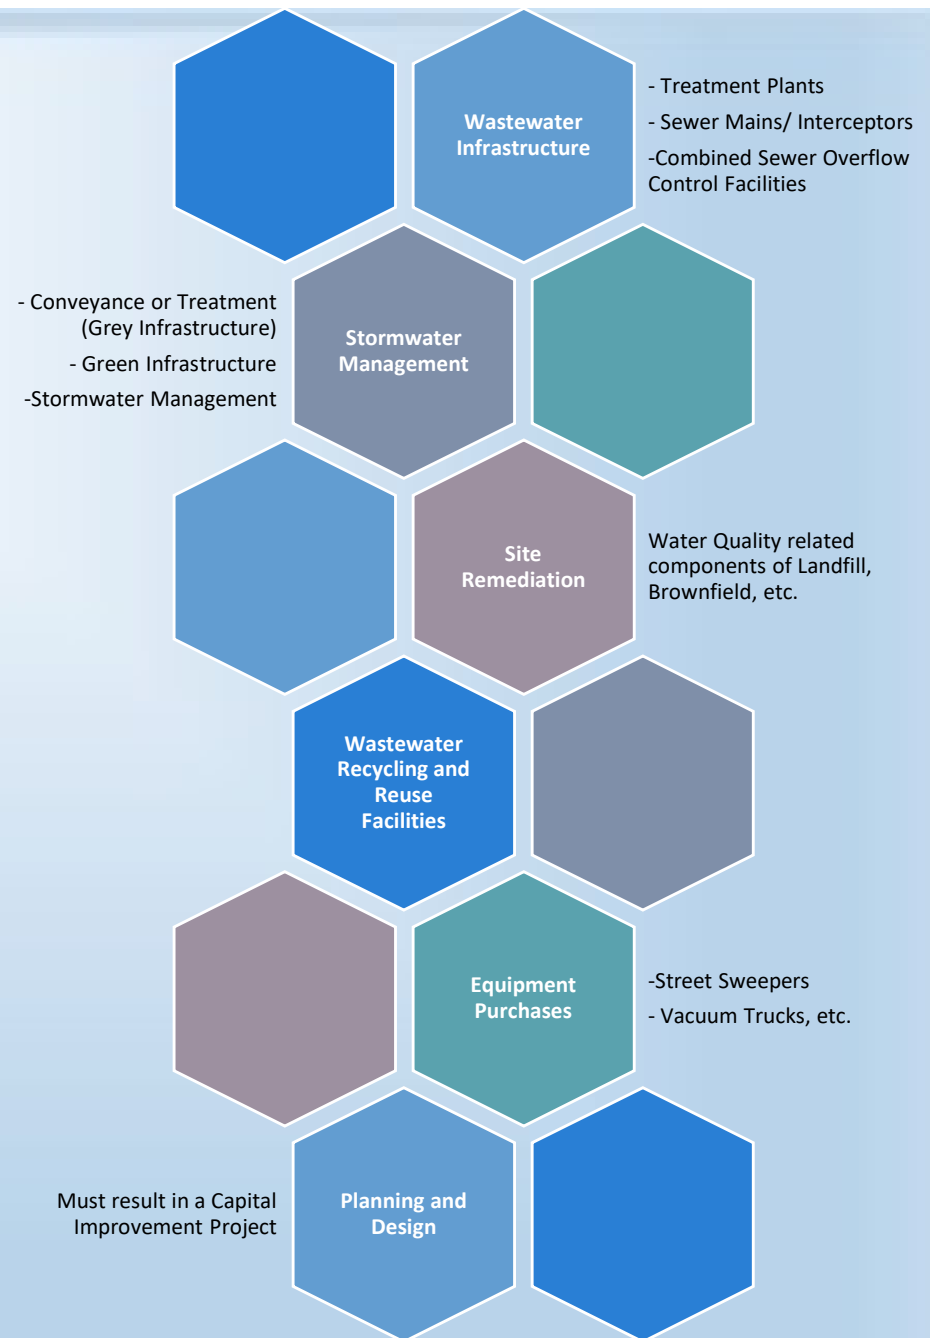 Wastewater
Infrastructure
- Treatment Plants
- Sewer Mains/ Interceptors
-Combined Sewer Overflow
Control Facilities
- Conveyance or Treatment
(Grey Infrastructure)
- Green Infrastructure
-Stormwater Management
Stormwater
Management
Site
Remediation
Water Quality related
components of Landfill,
Brownfield, etc.
Wastewater
Recycling and
Reuse
Facilities
Equipment
Purchases
-Street Sweepers
- Vacuum Trucks, etc.
Must result in a Capital
Improvement Project
Planning and
Design